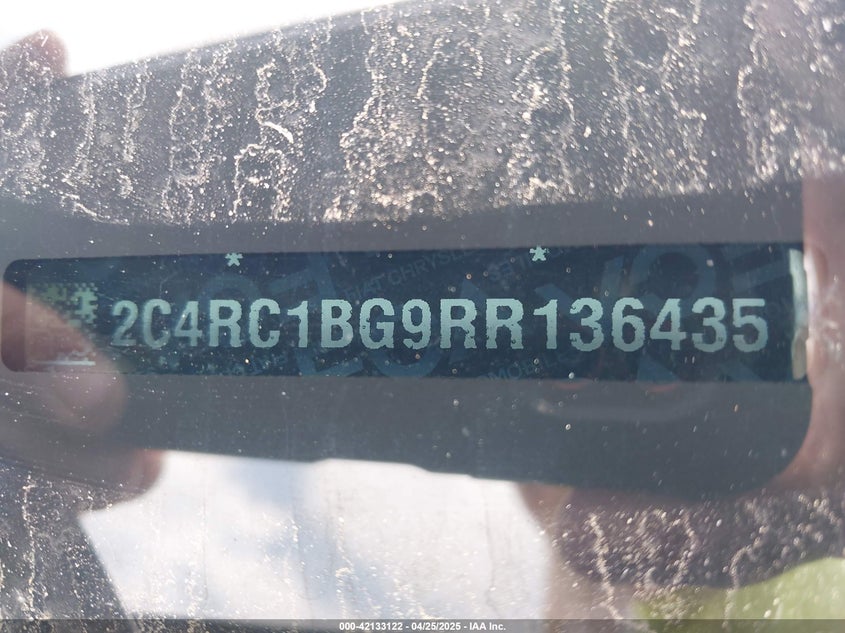 * *
2C4RC1BG9RR136435
000-42133122 - 04/25/2025 - IAA Inc.